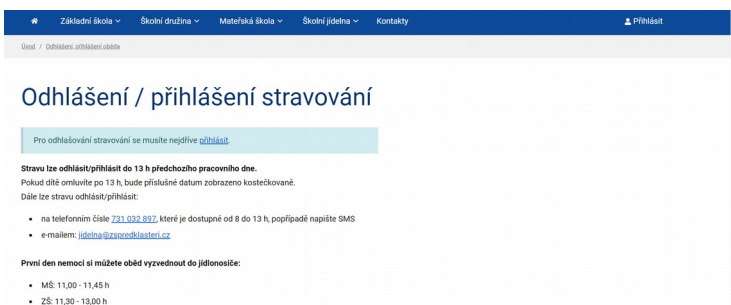 Základní škola Školní družina Mateřská škola Školní jídelna Kontakty Přihlásit
Úvod / Odhlášení, přihlášení oběda
Odhlášení / přihlášení stravování
Pro odhlašování stravování se musíte nejdříve přihlásit.
Stravu lze odhlásit/přihlásit do 13 h předchozího pracovního dne.
Pokud dítě omluvíte po 13 h, bude příslušné datum zobrazeno kostečkovaně.
Dále lze stravu odhlásit/přihlásit:
• na telefonním čísle 731 032 897, které je dostupné od 8 do 13 h, popřípadě napište SMS
• e-mailem: jidelna@zspredklasteri.cz
První den nemoci si můžete oběd vyzvednout do jídlonosiče:
• MŠ: 11,00 - 11,45 h
• ZŠ: 11,30 - 13,00 h